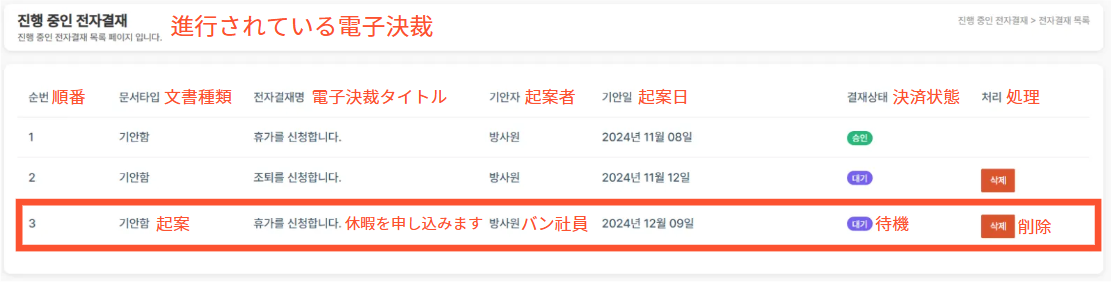 진행 중인 전자결재 進行されている電子決裁
진행 중인 전자결재 목록 페이지 입니다.
진행 중인 전자결재 > 전자결재 목록
순번 順番 문서타입 文書種類 전자결재명 電子決裁タイトル 기안자 起案者 기안일 起案日 결재상태 決済状態 처리 処理
1 기안함 휴가를 신청합니다. 방사원 2024년 11월 08일 승인
2 기안함 조퇴를 신청합니다. 방사원 2024년 11월 12일 대기 삭제
3 기안함 起案 휴가를 신청합니다. 休暇を申し込みます 방사원 バン社員 2024년 12월 09일 대기 待機 삭제 削除